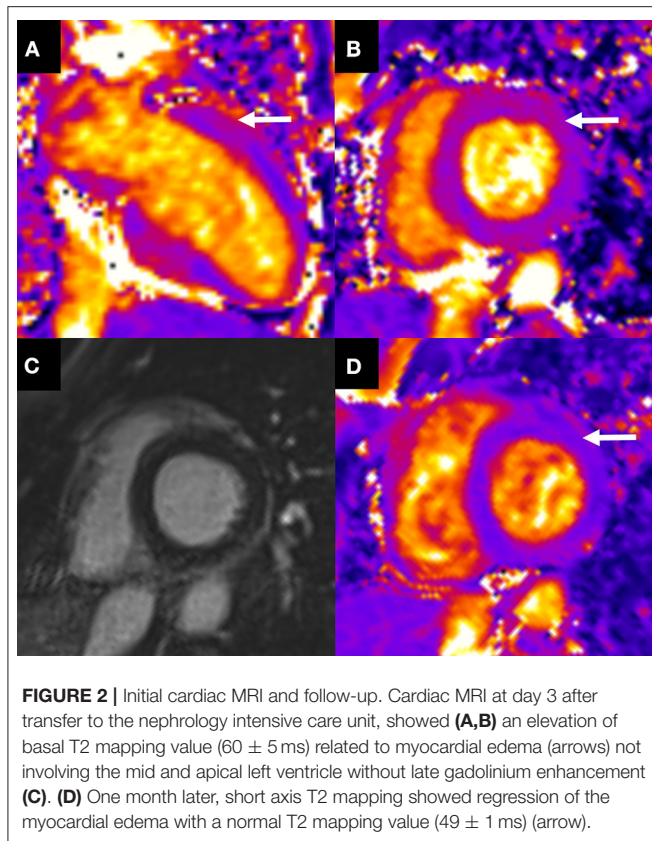 A
B
C
D
FIGURE 2 | Initial cardiac MRI and follow-up. Cardiac MRI at day 3 after
transfer to the nephrology intensive care unit, showed (A,B) an elevation of
basal T2 mapping value (60 ± 5 ms) related to myocardial edema (arrows) not
involving the mid and apical left ventricle without late gadolinium enhancement
(C). (D) One month later, short axis T2 mapping showed regression of the
myocardial edema with a normal T2 mapping value (49 ± 1 ms) (arrow).